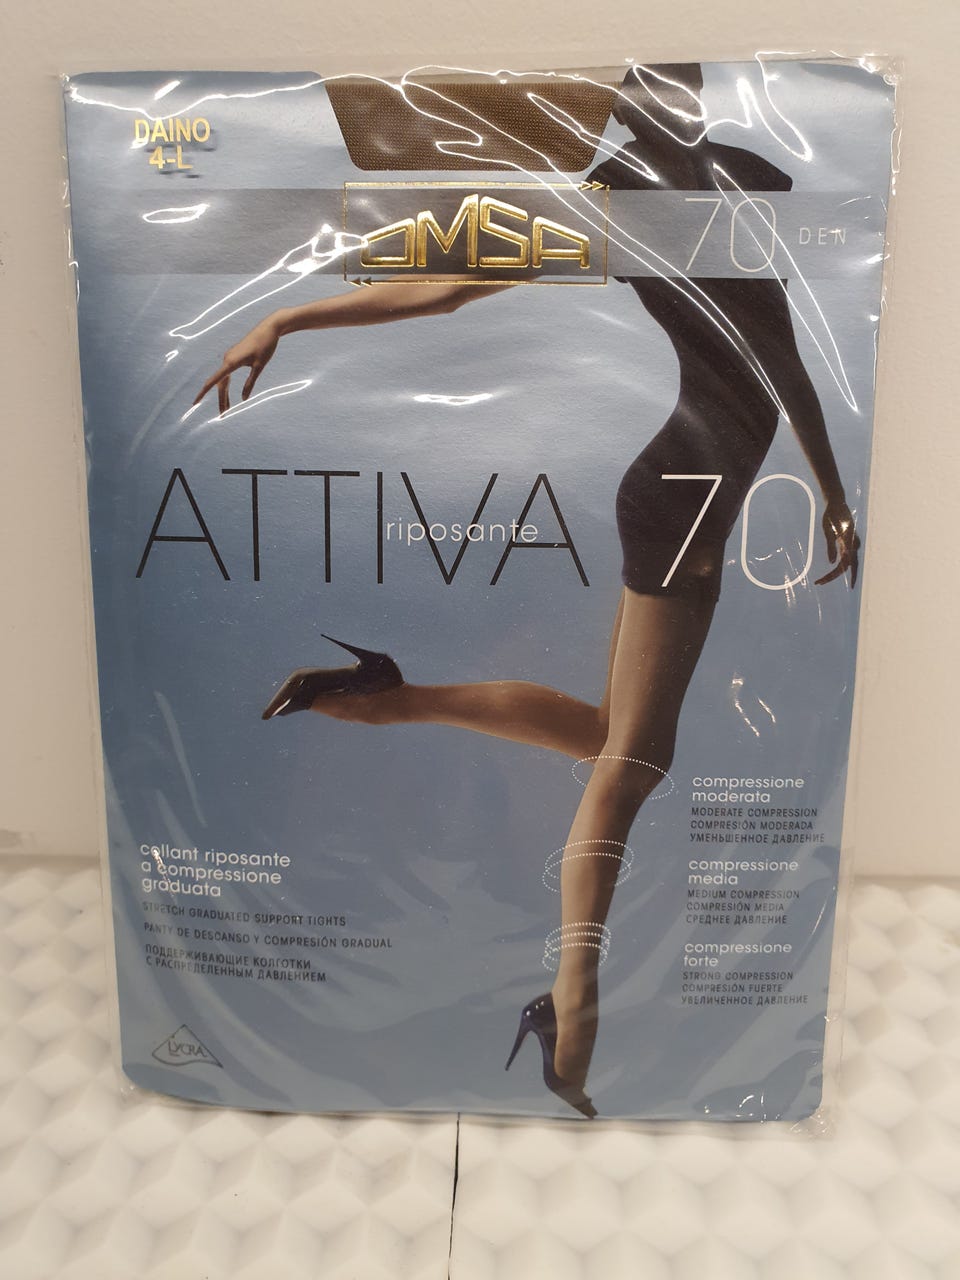 DAINO
4-L
OMSA
70 DEN
ATTIVA 70
riposante
compressione
moderata
MODERATE COMPRESSION
COMPRESIÓN MODERADA
УМЕНЬШЕННОЕ ДАВЛЕНИЕ
compressione
media
MEDIUM COMPRESSION
COMPRESIÓN MEDIA
СРЕДНЕЕ ДАВЛЕНИЕ
compressione
forte
STRONG COMPRESSION
COMPRESIÓN FUERTE
УВЕЛИЧЕННОЕ ДАВЛЕНИЕ
collant riposante
a compressione
graduata
STRETCH GRADUATED SUPPORT TIGHTS
PANTY DE DESCANSO Y COMPRESIÓN GRADUAL
ПОДДЕРЖИВАЮЩИЕ КОЛГОТКИ
С РАСПРЕДЕЛЕННЫМ ДАВЛЕНИЕМ
LYCRA